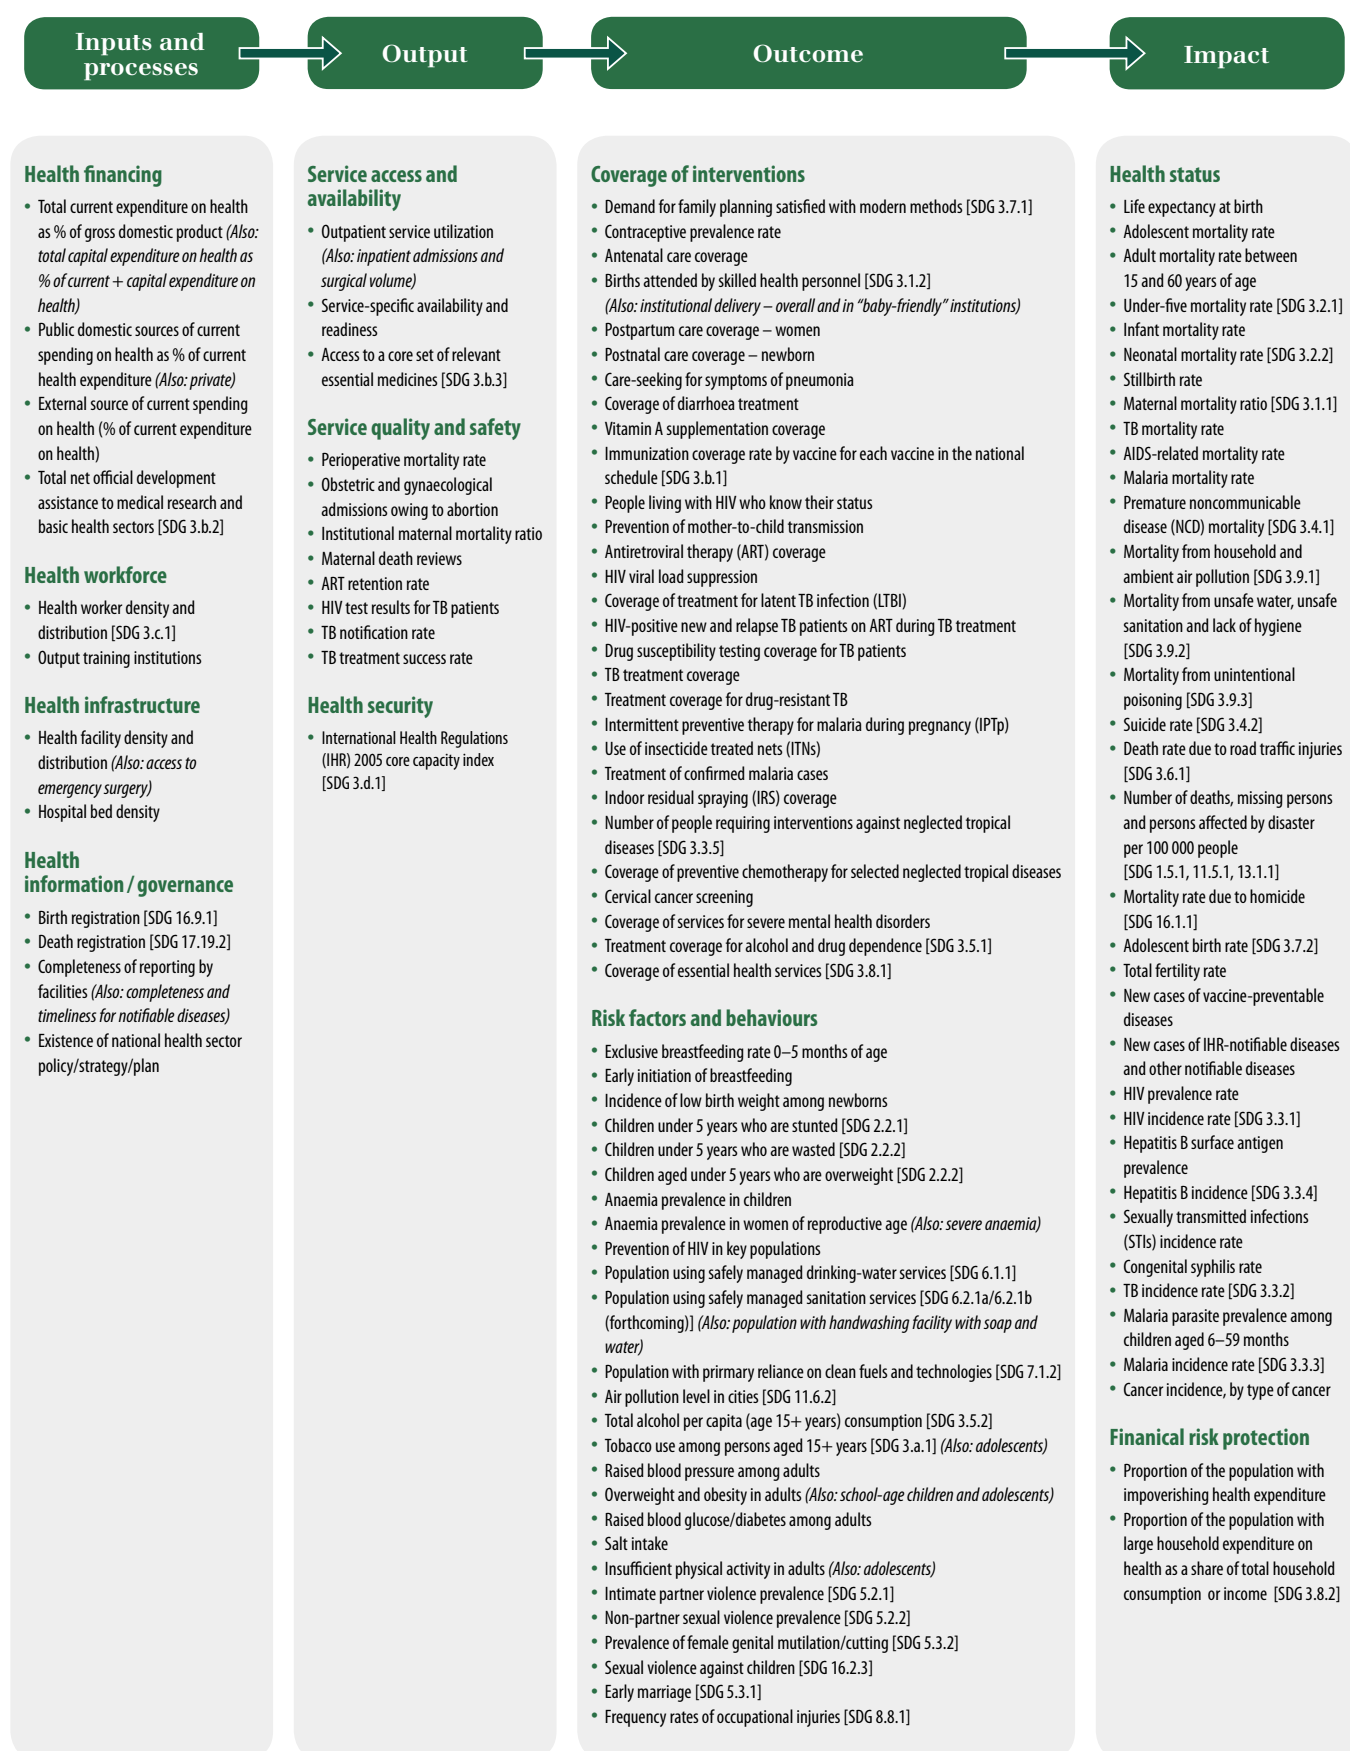 Inputs and
processes
Output
Outcome
Impact
Health financing
• Total current expenditure on health
as % of gross domestic product (Also:
total capital expenditure on health as
% of current + capital expenditure on
health)
• Public domestic sources of current
spending on health as % of current
health expenditure (Also: private)
• External source of current spending
on health (% of current expenditure
on health)
• Total net official development
assistance to medical research and
basic health sectors [SDG 3.b.2]
Health workforce
• Health worker density and
distribution [SDG 3.c.1]
• Output training institutions
Health infrastructure
• Health facility density and
distribution (Also: access to
emergency surgery)
• Hospital bed density
Health
information / governance
• Birth registration [SDG 16.9.1]
• Death registration [SDG 17.19.2]
• Completeness of reporting by
facilities (Also: completeness and
timeliness for notifiable diseases)
• Existence of national health sector
policy/strategy/plan
Service access and
availability
• Outpatient service utilization
(Also: inpatient admissions and
surgical volume)
• Service-specific availability and
readiness
• Access to a core set of relevant
essential medicines [SDG 3.b.3]
Service quality and safety
• Perioperative mortality rate
• Obstetric and gynaecological
admissions owing to abortion
• Institutional maternal mortality ratio
• Maternal death reviews
• ART retention rate
• HIV test results for TB patients
• TB notification rate
• TB treatment success rate
Health security
• International Health Regulations
(IHR) 2005 core capacity index
[SDG 3.d.1]
Coverage of interventions
• Demand for family planning satisfied with modern methods [SDG 3.7.1]
• Contraceptive prevalence rate
• Antenatal care coverage
• Births attended by skilled health personnel [SDG 3.1.2]
(Also: institutional delivery – overall and in “baby-friendly” institutions)
• Postpartum care coverage – women
• Postnatal care coverage – newborn
• Care-seeking for symptoms of pneumonia
• Coverage of diarrhoea treatment
• Vitamin A supplementation coverage
• Immunization coverage rate by vaccine for each vaccine in the national
schedule [SDG 3.b.1]
• People living with HIV who know their status
• Prevention of mother-to-child transmission
• Antiretroviral therapy (ART) coverage
• HIV viral load suppression
• Coverage of treatment for latent TB infection (LTBI)
• HIV-positive new and relapse TB patients on ART during TB treatment
• Drug susceptibility testing coverage for TB patients
• TB treatment coverage
• Treatment coverage for drug-resistant TB
• Intermittent preventive therapy for malaria during pregnancy (IPTp)
• Use of insecticide treated nets (ITNs)
• Treatment of confirmed malaria cases
• Indoor residual spraying (IRS) coverage
• Number of people requiring interventions against neglected tropical
diseases [SDG 3.3.5]
• Coverage of preventive chemotherapy for selected neglected tropical diseases
• Cervical cancer screening
• Coverage of services for severe mental health disorders
• Treatment coverage for alcohol and drug dependence [SDG 3.5.1]
• Coverage of essential health services [SDG 3.8.1]
Risk factors and behaviours
• Exclusive breastfeeding rate 0–5 months of age
• Early initiation of breastfeeding
• Incidence of low birth weight among newborns
• Children under 5 years who are stunted [SDG 2.2.1]
• Children under 5 years who are wasted [SDG 2.2.2]
• Children aged under 5 years who are overweight [SDG 2.2.2]
• Anaemia prevalence in children
• Anaemia prevalence in women of reproductive age (Also: severe anaemia)
• Prevention of HIV in key populations
• Population using safely managed drinking-water services [SDG 6.1.1]
• Population using safely managed sanitation services [SDG 6.2.1a/6.2.1b
(forthcoming)] (Also: population with handwashing facility with soap and
water)
• Population with prirmary reliance on clean fuels and technologies [SDG 7.1.2]
• Air pollution level in cities [SDG 11.6.2]
• Total alcohol per capita (age 15+ years) consumption [SDG 3.5.2]
• Tobacco use among persons aged 15+ years [SDG 3.a.1] (Also: adolescents)
• Raised blood pressure among adults
• Overweight and obesity in adults (Also: school-age children and adolescents)
• Raised blood glucose/diabetes among adults
• Salt intake
• Insufficient physical activity in adults (Also: adolescents)
• Intimate partner violence prevalence [SDG 5.2.1]
• Non-partner sexual violence prevalence [SDG 5.2.2]
• Prevalence of female genital mutilation/cutting [SDG 5.3.2]
• Sexual violence against children [SDG 16.2.3]
• Early marriage [SDG 5.3.1]
• Frequency rates of occupational injuries [SDG 8.8.1]
Health status
• Life expectancy at birth
• Adolescent mortality rate
• Adult mortality rate between
15 and 60 years of age
• Under-five mortality rate [SDG 3.2.1]
• Infant mortality rate
• Neonatal mortality rate [SDG 3.2.2]
• Stillbirth rate
• Maternal mortality ratio [SDG 3.1.1]
• TB mortality rate
• AIDS-related mortality rate
• Malaria mortality rate
• Premature noncommunicable
disease (NCD) mortality [SDG 3.4.1]
• Mortality from household and
ambient air pollution [SDG 3.9.1]
• Mortality from unsafe water, unsafe
sanitation and lack of hygiene
[SDG 3.9.2]
• Mortality from unintentional
poisoning [SDG 3.9.3]
• Suicide rate [SDG 3.4.2]
• Death rate due to road traffic injuries
[SDG 3.6.1]
• Number of deaths, missing persons
and persons affected by disaster
per 100 000 people
[SDG 1.5.1, 11.5.1, 13.1.1]
• Mortality rate due to homicide
[SDG 16.1.1]
• Adolescent birth rate [SDG 3.7.2]
• Total fertility rate
• New cases of vaccine-preventable
diseases
• New cases of IHR-notifiable diseases
and other notifiable diseases
• HIV prevalence rate
• HIV incidence rate [SDG 3.3.1]
• Hepatitis B surface antigen
prevalence
• Hepatitis B incidence [SDG 3.3.4]
• Sexually transmitted infections
(STIs) incidence rate
• Congenital syphilis rate
• TB incidence rate [SDG 3.3.2]
• Malaria parasite prevalence among
children aged 6–59 months
• Malaria incidence rate [SDG 3.3.3]
• Cancer incidence, by type of cancer
Finanical risk protection
• Proportion of the population with
impoverishing health expenditure
• Proportion of the population with
large household expenditure on
health as a share of total household
consumption or income [SDG 3.8.2]